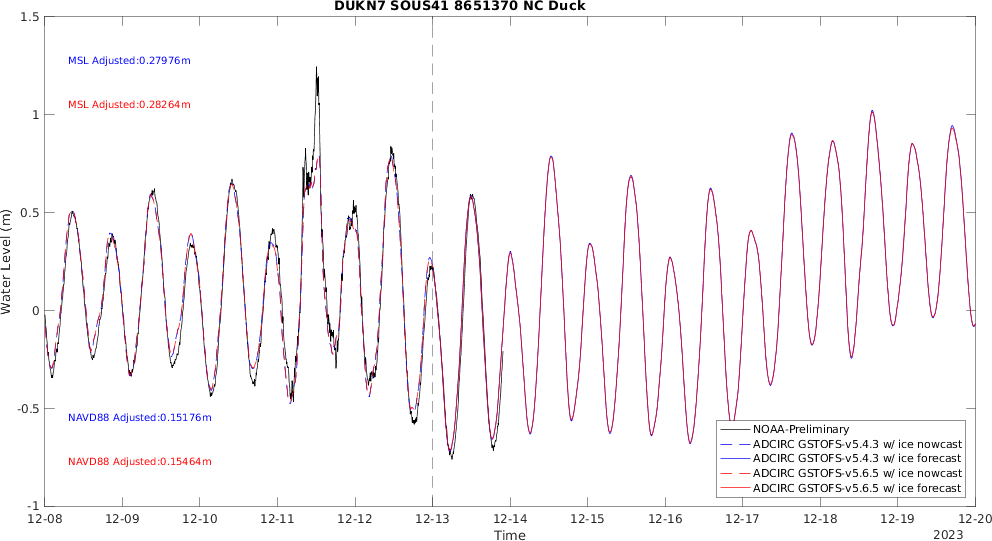 DUKN7 SOUS41 8651370 NC Duck
1.5
MSL Adjusted:0.27976m
MSL Adjusted:0.28264m
1
0.5
Water Level (m)
0
-0.5
NAVD88 Adjusted:0.15176m
NAVD88 Adjusted:0.15464m
-1
NOAA-Preliminary
ADCIRC GSTOFS-v5.4.3 w/ ice nowcast
ADCIRC GSTOFS-v5.4.3 w/ ice forecast
ADCIRC GSTOFS-v5.6.5 w/ ice nowcast
ADCIRC GSTOFS-v5.6.5 w/ ice forecast
12-08 12-09 12-10 12-11 12-12 12-13 12-14 12-15 12-16 12-17 12-18 12-19 12-20
Time
2023